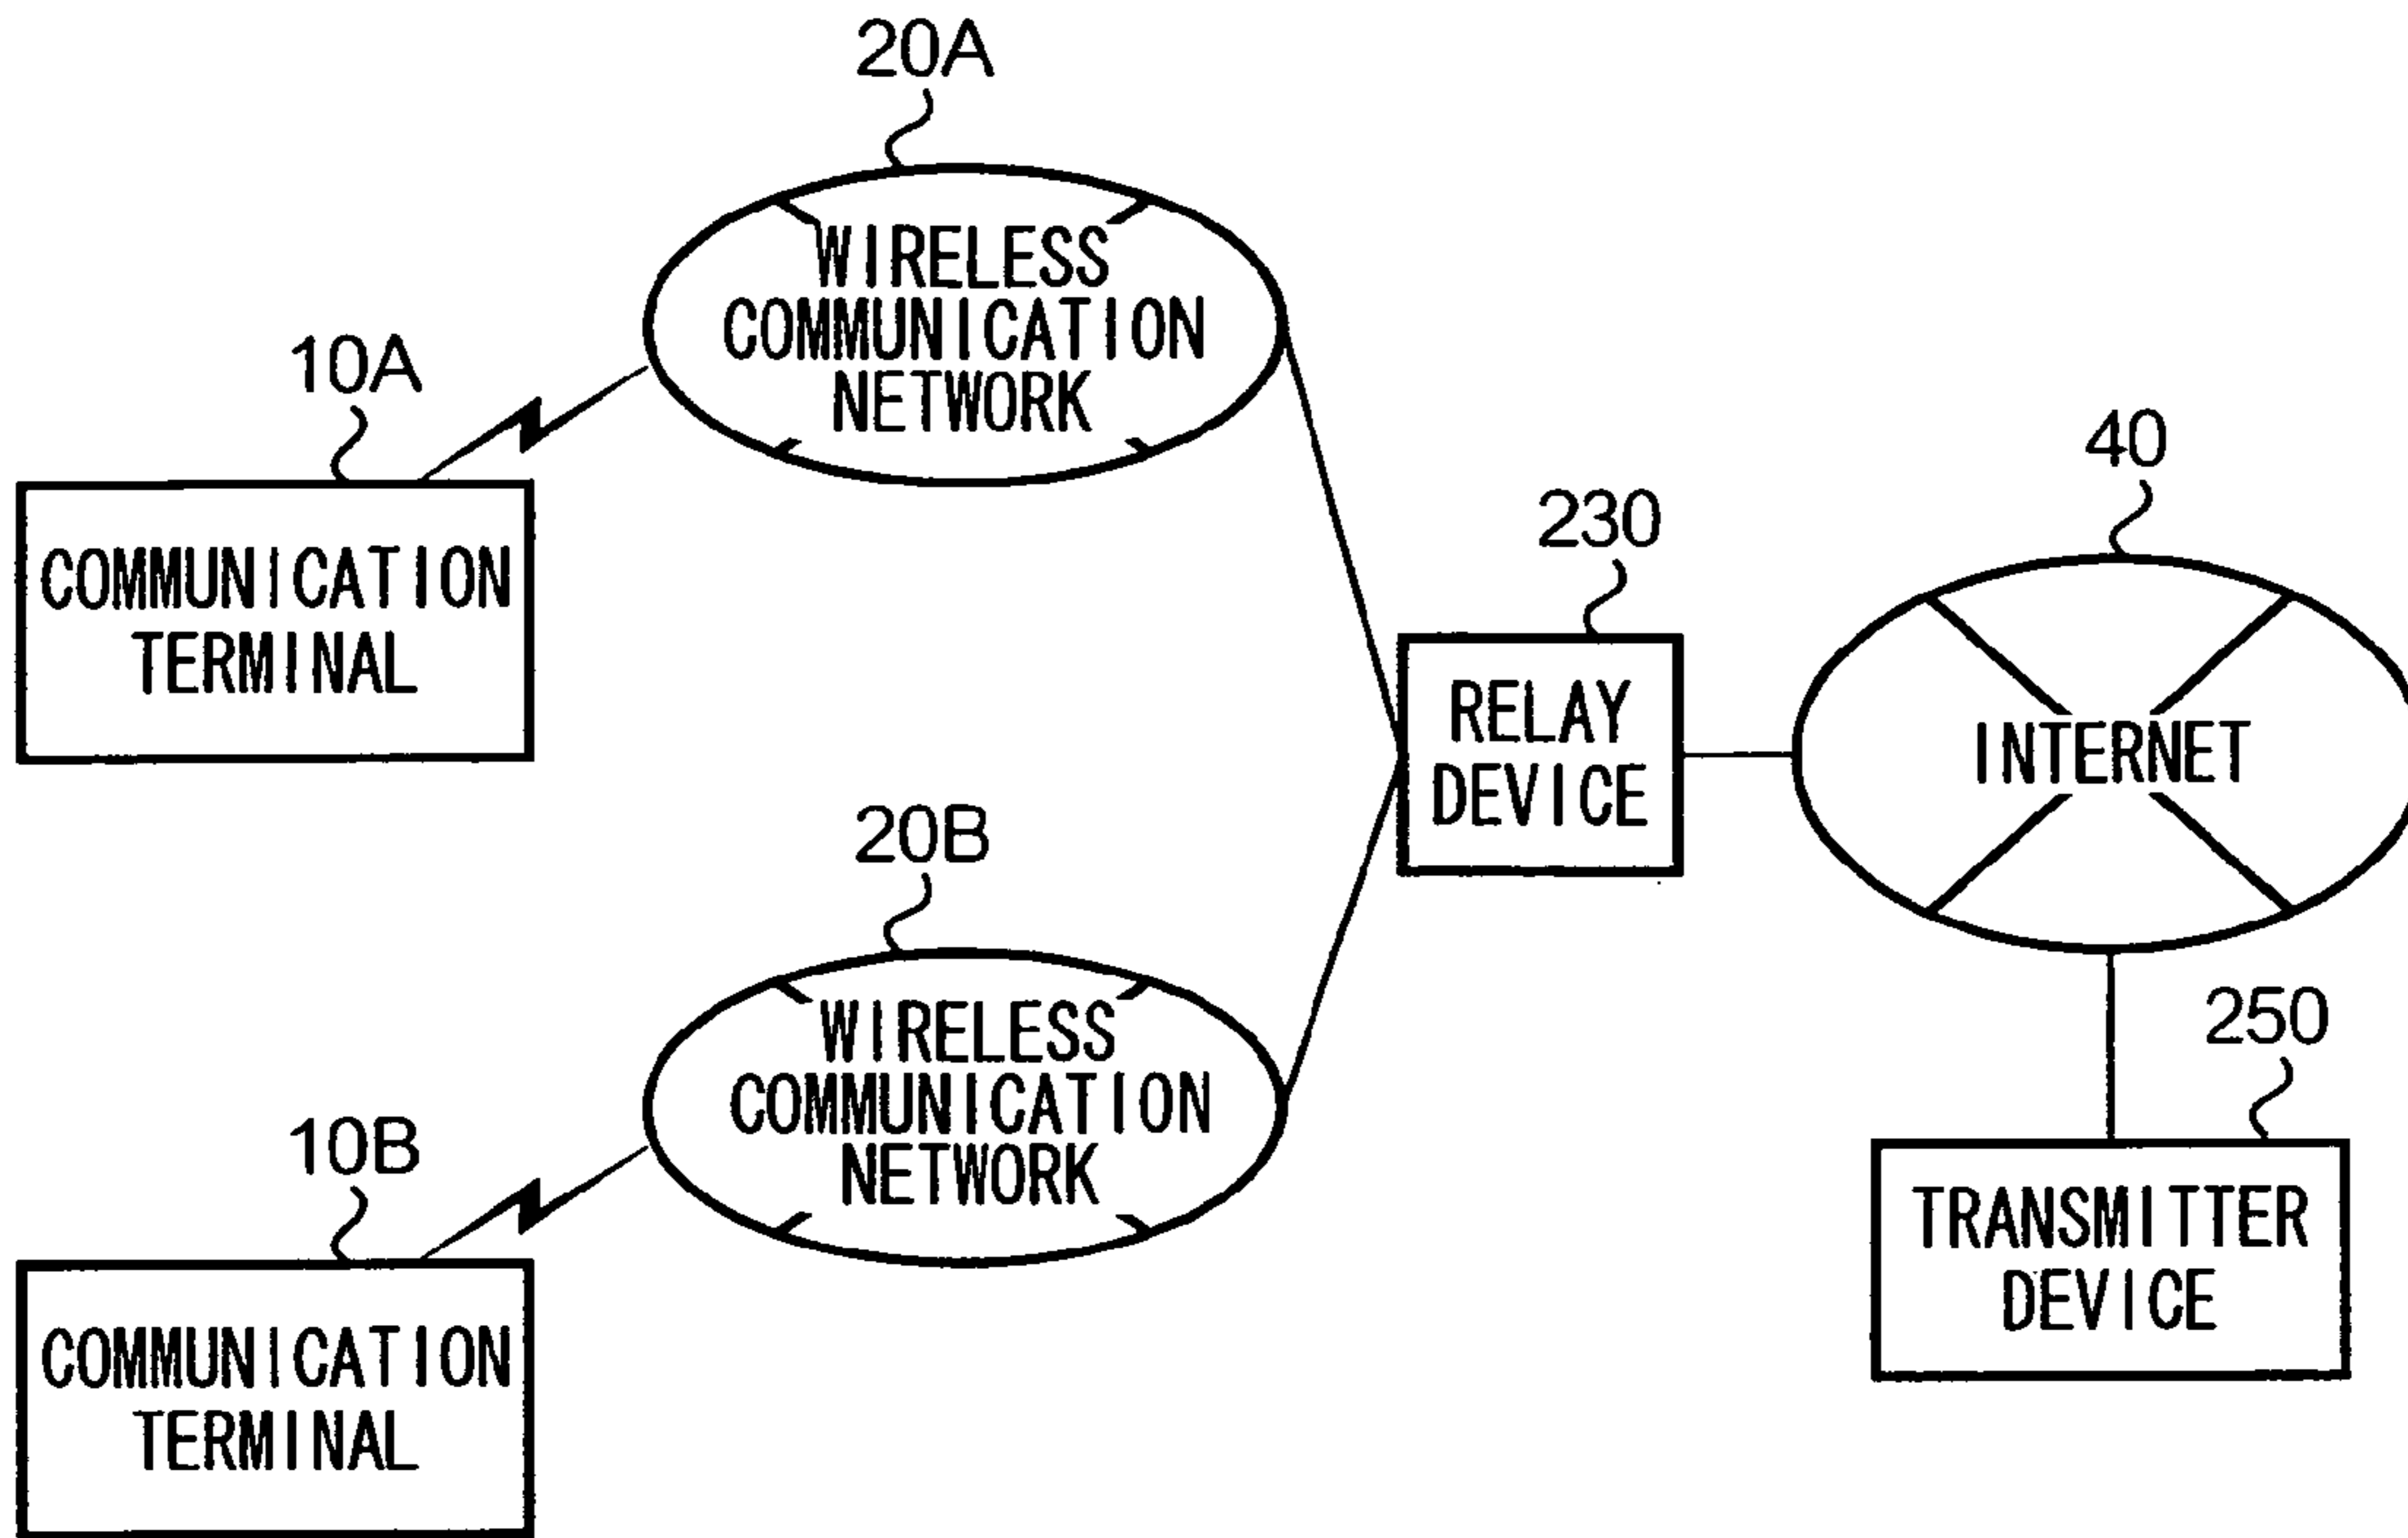 20A
WIRELESS
COMMUNICATION
NETWORK
10A
COMMUNICATION
TERMINAL
40
INTERNET
230
RELAY
DEVICE
20B
WIRELESS
COMMUNICATION
NETWORK
10B
COMMUNICATION
TERMINAL
250
TRANSMITTER
DEVICE